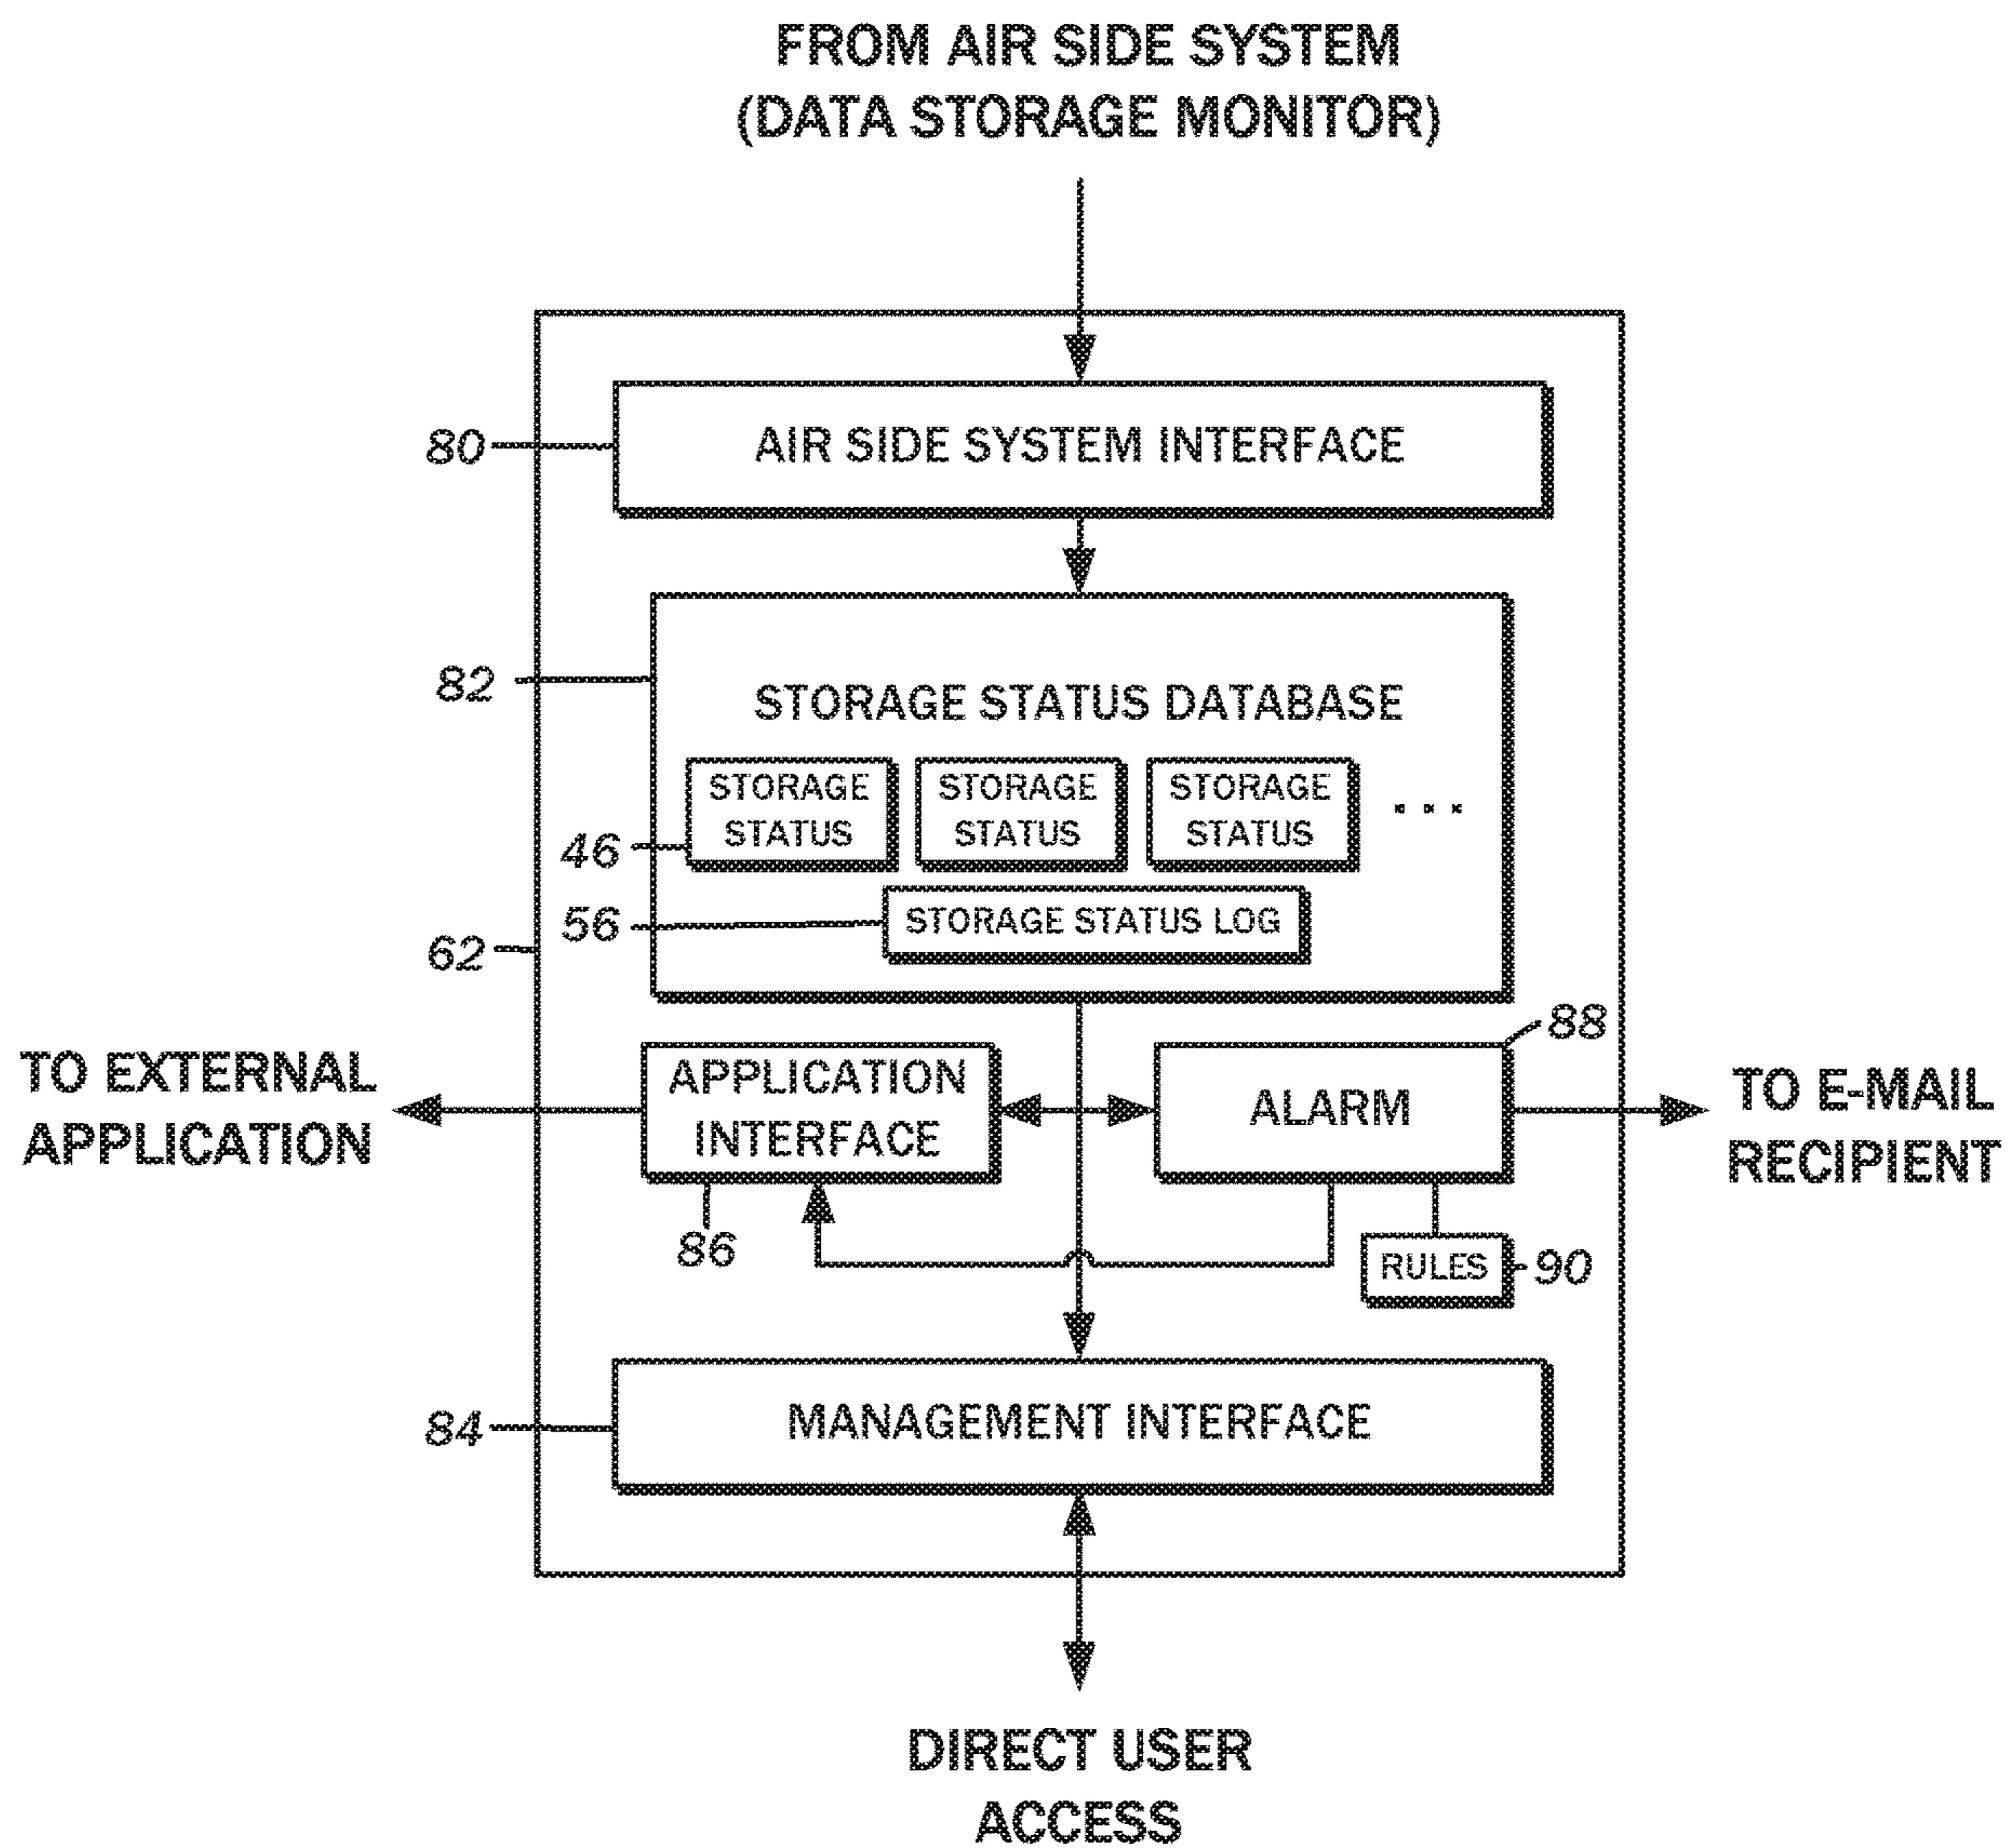 FROM AIR SIDE SYSTEM
(DATA STORAGE MONITOR)
80
AIR SIDE SYSTEM INTERFACE
82
STORAGE STATUS DATABASE
STORAGE
STATUS
STORAGE
STATUS
STORAGE
STATUS
...
46
56
STORAGE STATUS LOG
62
88
TO EXTERNAL
APPLICATION
APPLICATION
INTERFACE
ALARM
TO E-MAIL
RECIPIENT
86
RULES
90
84
MANAGEMENT INTERFACE
DIRECT USER
ACCESS